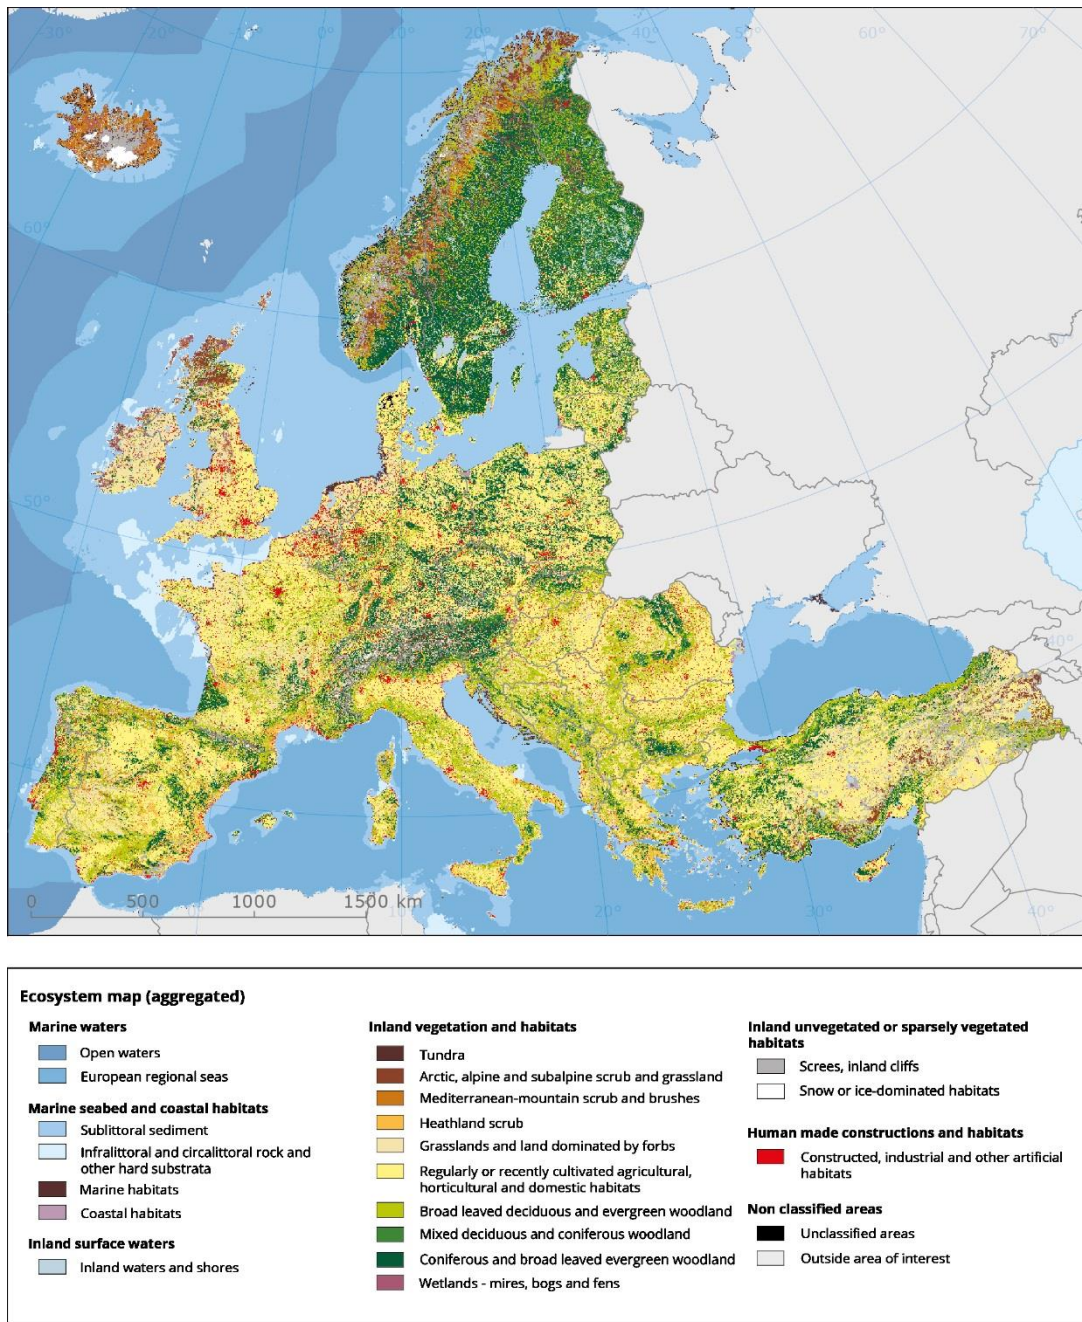 -30°
-20°
-10°
0°
10°
20°
30°
40°
50°
60°
70°
60°
50°
40°
0
500
1000
1500 km
10°
20°
30°
40°
Ecosystem map (aggregated)
Marine waters
Open waters
European regional seas
Marine seabed and coastal habitats
Sublittoral sediment
Infralittoral and circalittoral rock and
other hard substrata
Marine habitats
Coastal habitats
Inland surface waters
Inland waters and shores
Inland vegetation and habitats
Tundra
Arctic, alpine and subalpine scrub and grassland
Mediterranean-mountain scrub and brushes
Heathland scrub
Grasslands and land dominated by forbs
Regularly or recently cultivated agricultural,
horticultural and domestic habitats
Broad leaved deciduous and evergreen woodland
Mixed deciduous and coniferous woodland
Coniferous and broad leaved evergreen woodland
Wetlands - mires, bogs and fens
Inland unvegetated or sparsely vegetated
habitats
Screes, inland cliffs
Snow or ice-dominated habitats
Human made constructions and habitats
Constructed, industrial and other artificial
habitats
Non classified areas
Unclassified areas
Outside area of interest